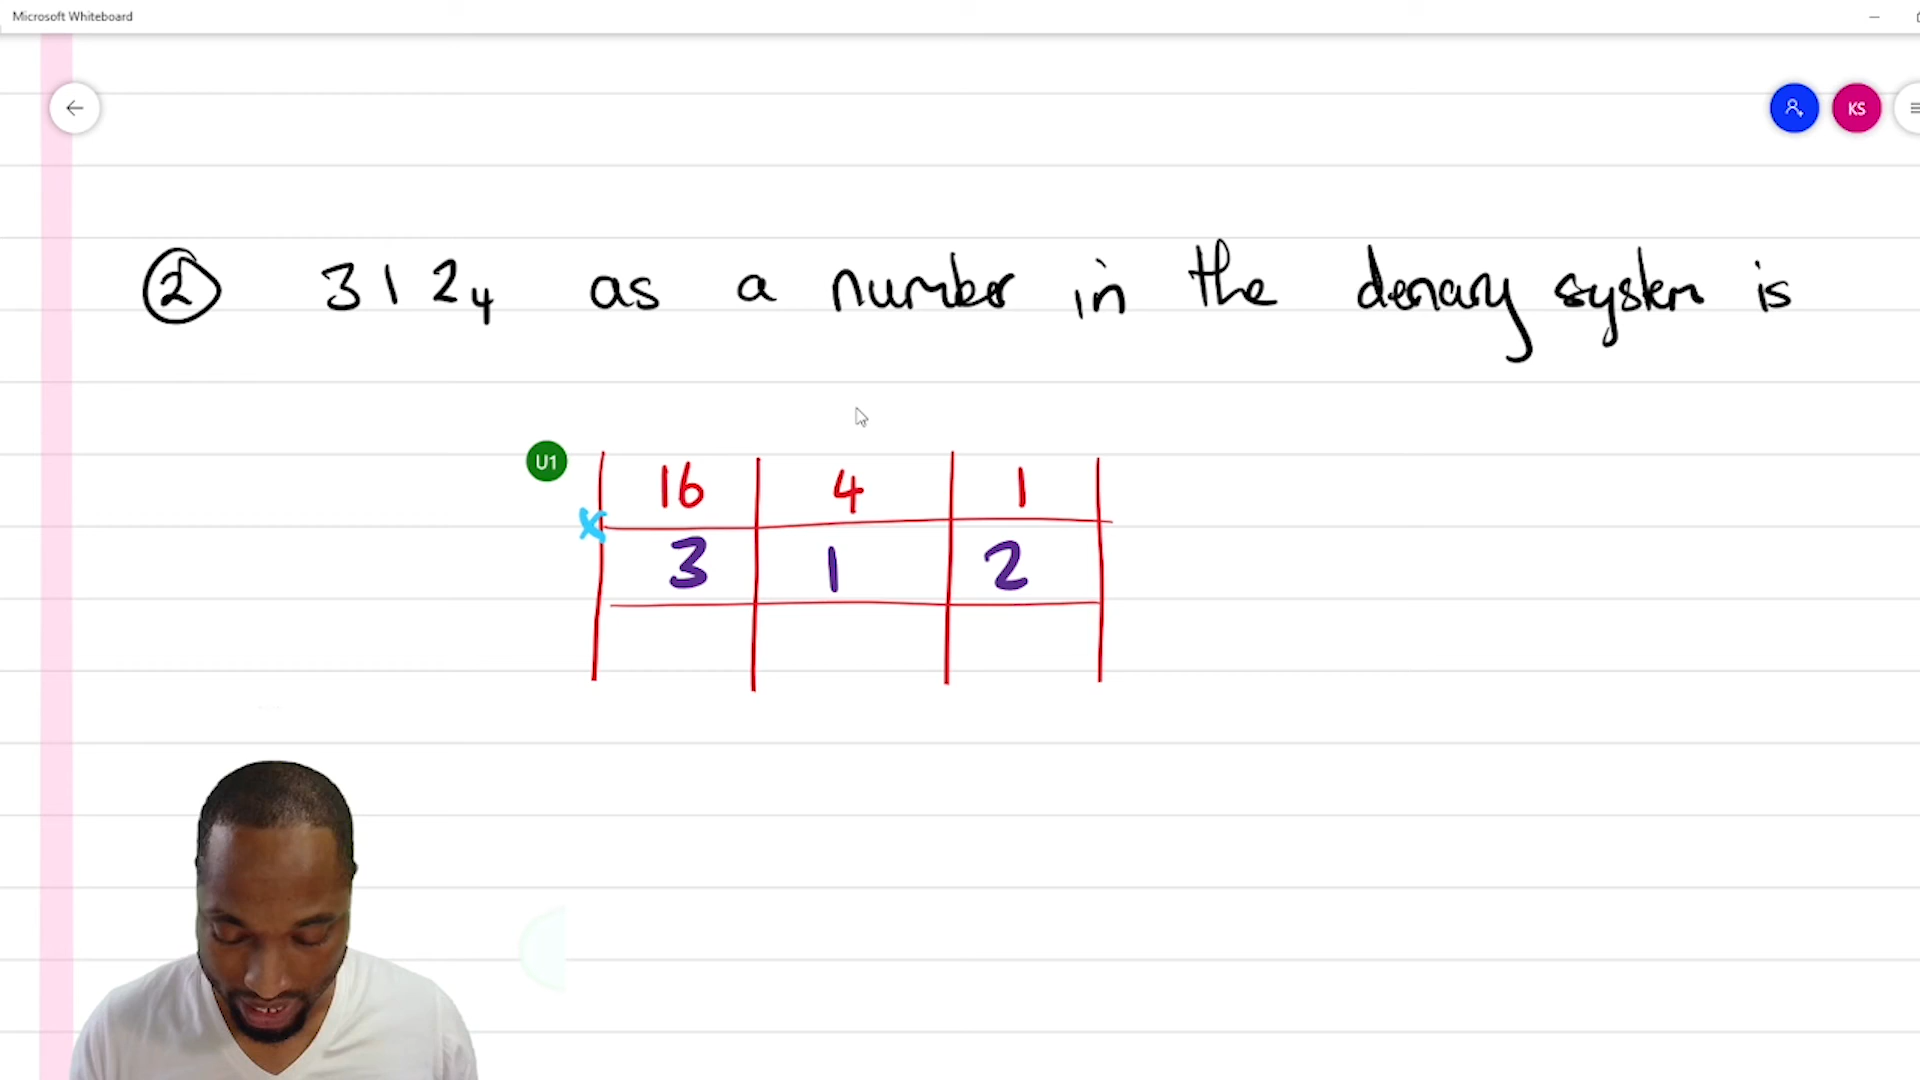 Microsoft Whiteboard
KS
② 312₄ as a number in the denary system is
U1
16 4 1
x
3 1 2